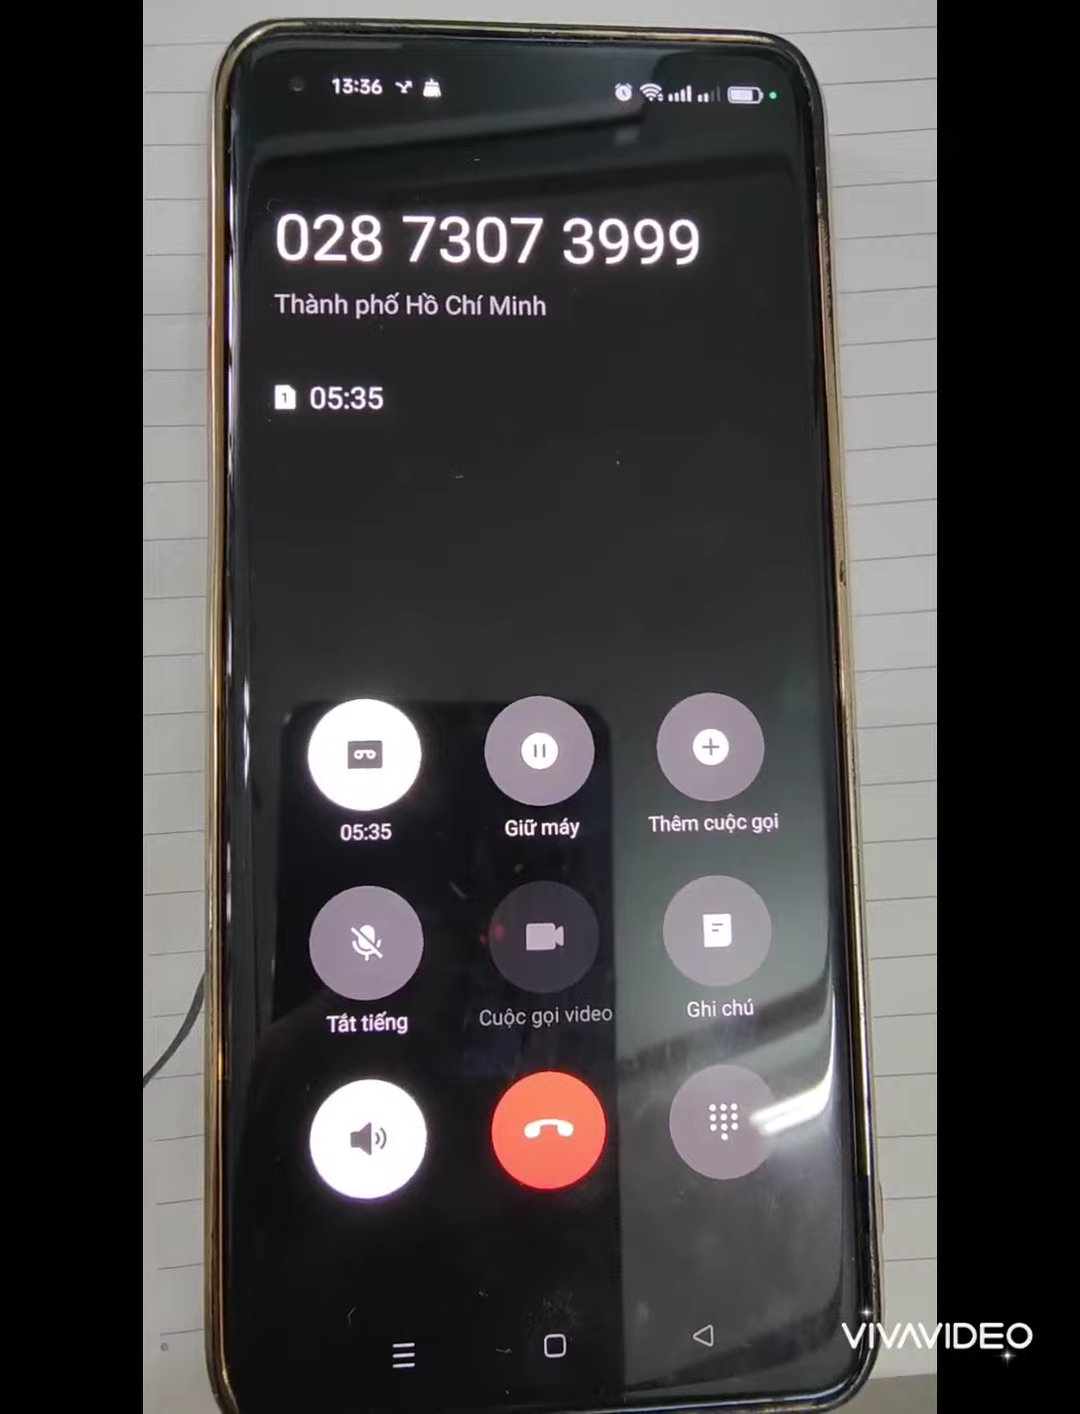 13:36
028 7307 3999
Thành phố Hồ Chí Minh
1 05:35
05:35
Giữ máy
Thêm cuộc gọi
Tắt tiếng
Cuộc gọi video
Ghi chú
VIVAVIDEO